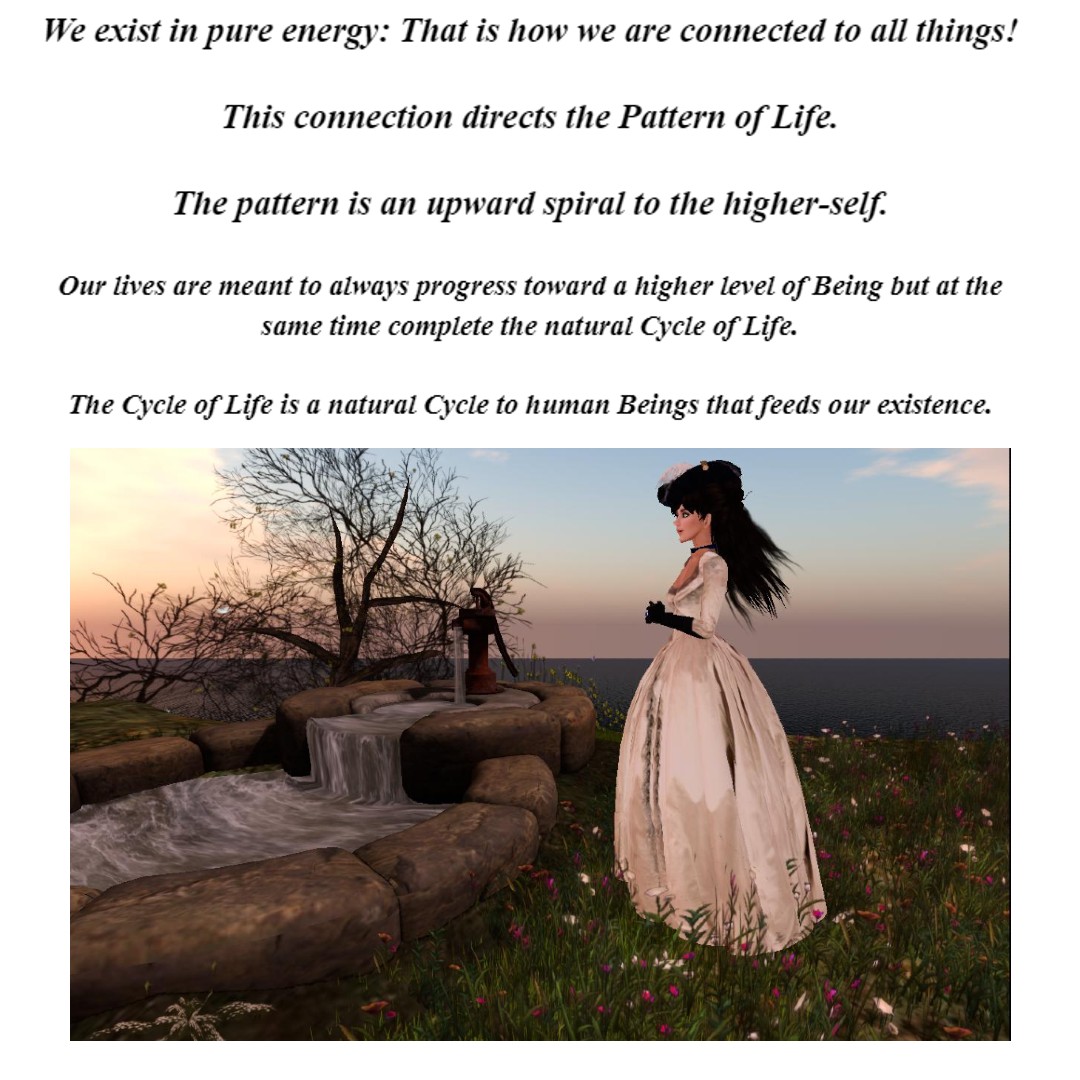 We exist in pure energy: That is how we are connected to all things!
This connection directs the Pattern of Life.
The pattern is an upward spiral to the higher-self.
Our lives are meant to always progress toward a higher level of Being but at the
same time complete the natural Cycle of Life.
The Cycle of Life is a natural Cycle to human Beings that feeds our existence.